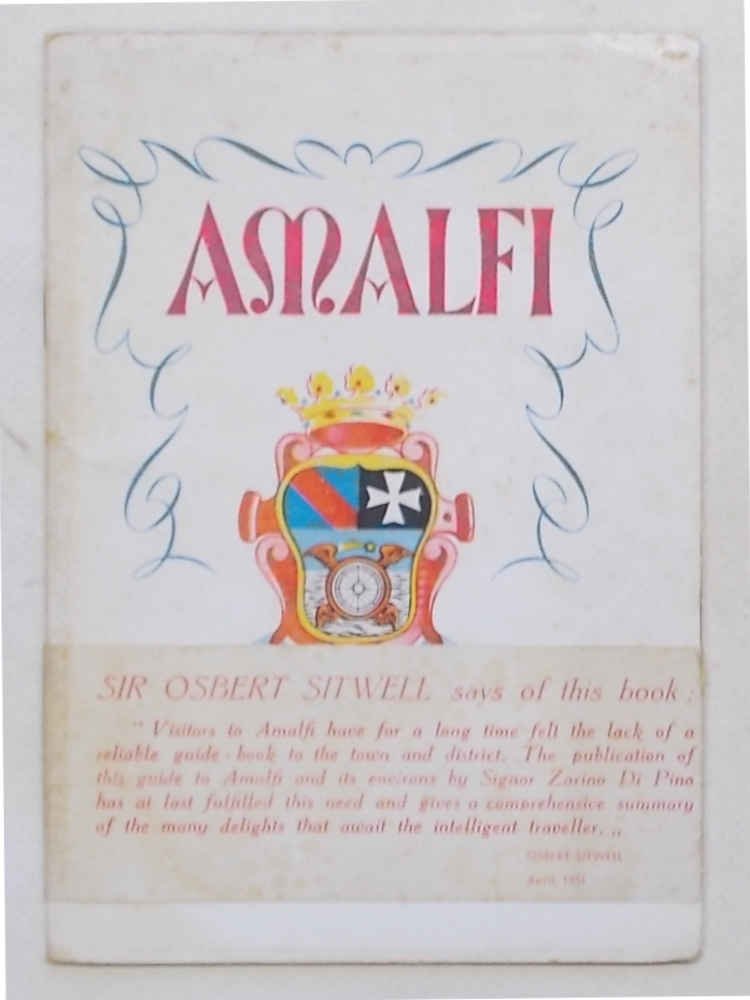 AMALFI
SIR OSBERT SITWELL says of this book :
" Visitors to Amalfi have for a long time felt the lack of a
reliable guide-book to the town and district. The publication of
this guide to Amalfi and its environs by Signor Zarino Di Pino
has at last fulfilled this need and gives a comprehensive summary
of the many delights that await the intelligent traveller. „
OSBERT SITWELL
April, 1951